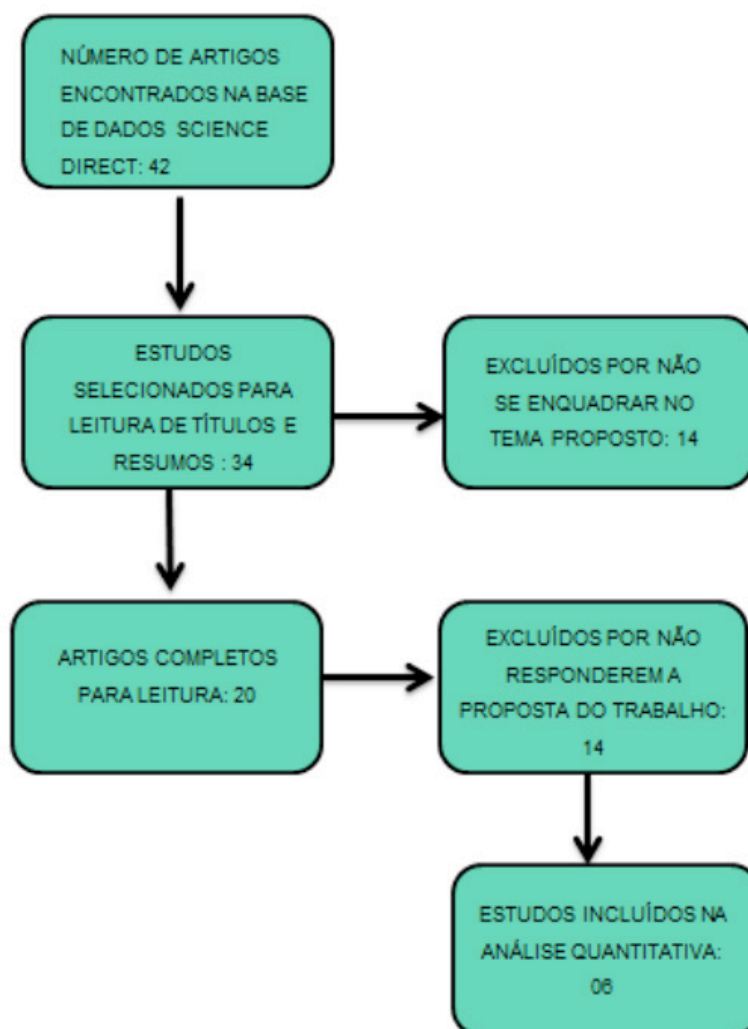 NÚMERO DE ARTIGOS
ENCONTRADOS NA BASE
DE DADOS SCIENCE
DIRECT: 42
ESTUDOS
SELECIONADOS PARA
LEITURA DE TÍTULOS E
RESUMOS : 34
EXCLUÍDOS POR NÃO
SE ENQUADRAR NO
TEMA PROPOSTO: 14
ARTIGOS COMPLETOS
PARA LEITURA: 20
EXCLUÍDOS POR NÃO
RESPONDEREM A
PROPOSTA DO TRABALHO:
14
ESTUDOS INCLUÍDOS NA
ANÁLISE QUANTITATIVA:
06